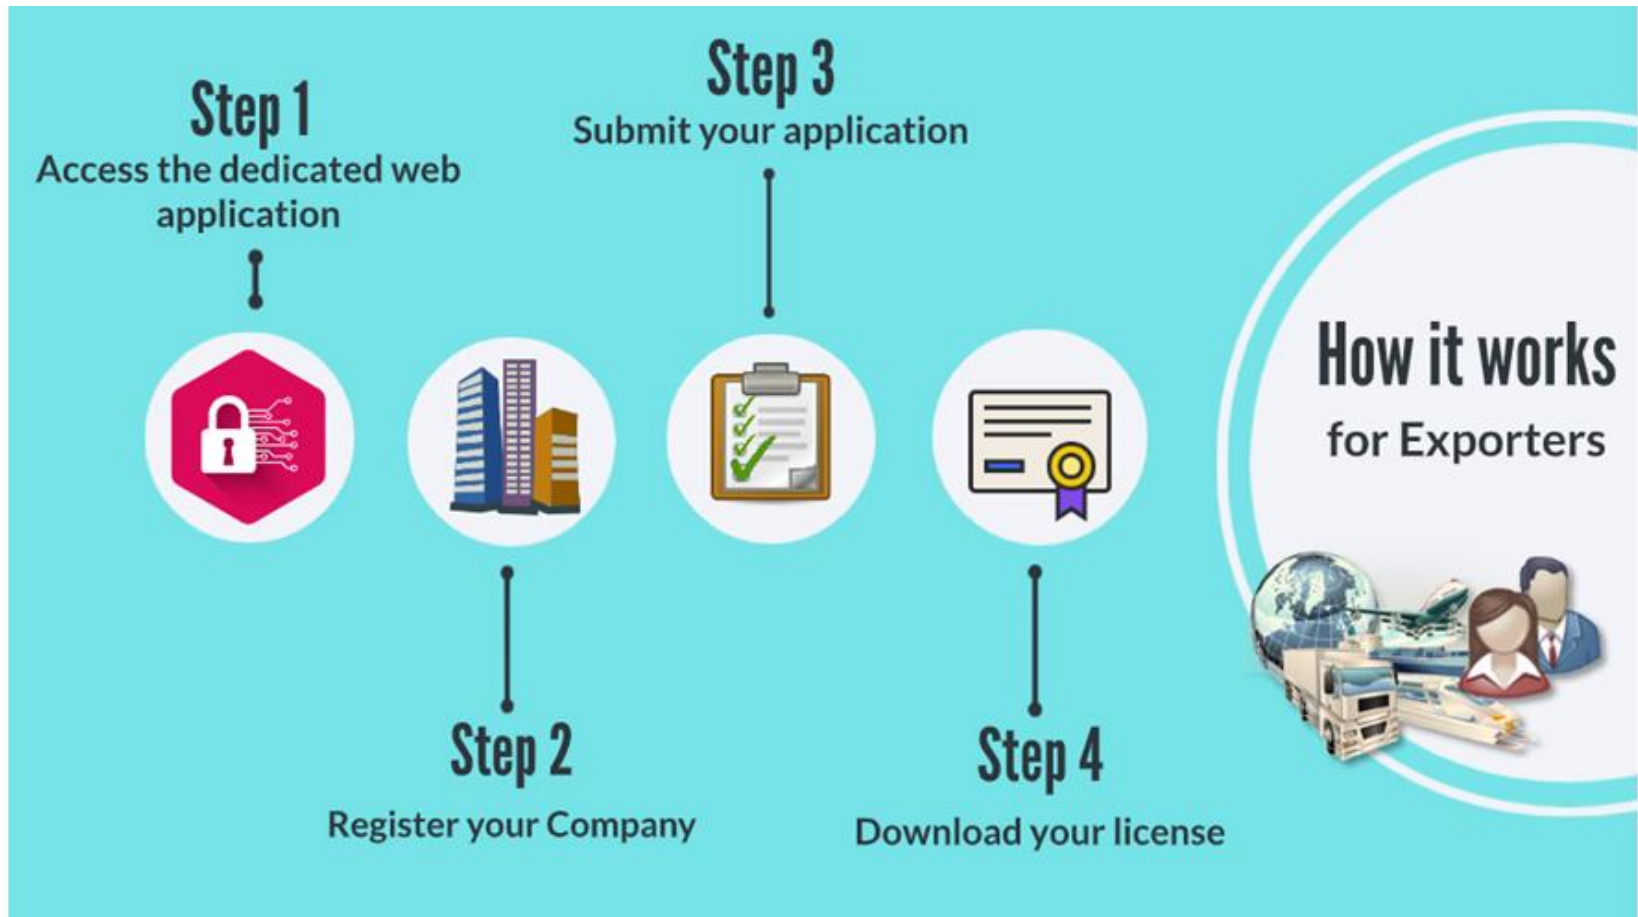 Step 1
Access the dedicated web
application
Step 2
Register your Company
Step 3
Submit your application
Step 4
Download your license
How it works
for Exporters